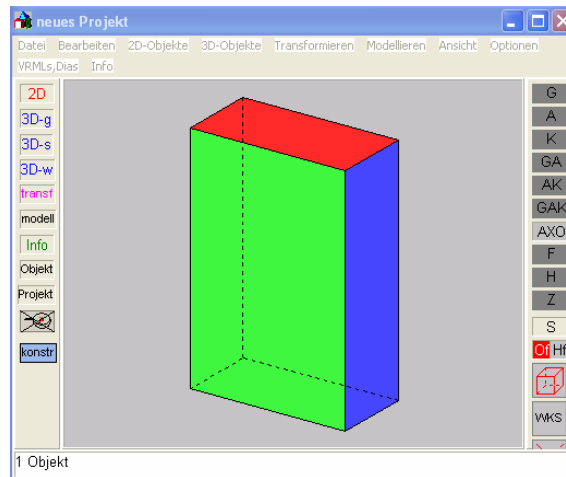 neues Projekt
Datei Bearbeiten 2D-Objekte 3D-Objekte Transformieren Modellieren Ansicht Optionen
VRMLs,Dias Info
2D
3D-g
3D-s
3D-w
transf
modell
Info
Objekt
Projekt
konstr
G
A
K
GA
AK
GAK
AXO
F
H
Z
S
Of Hf
WKS
1 Objekt